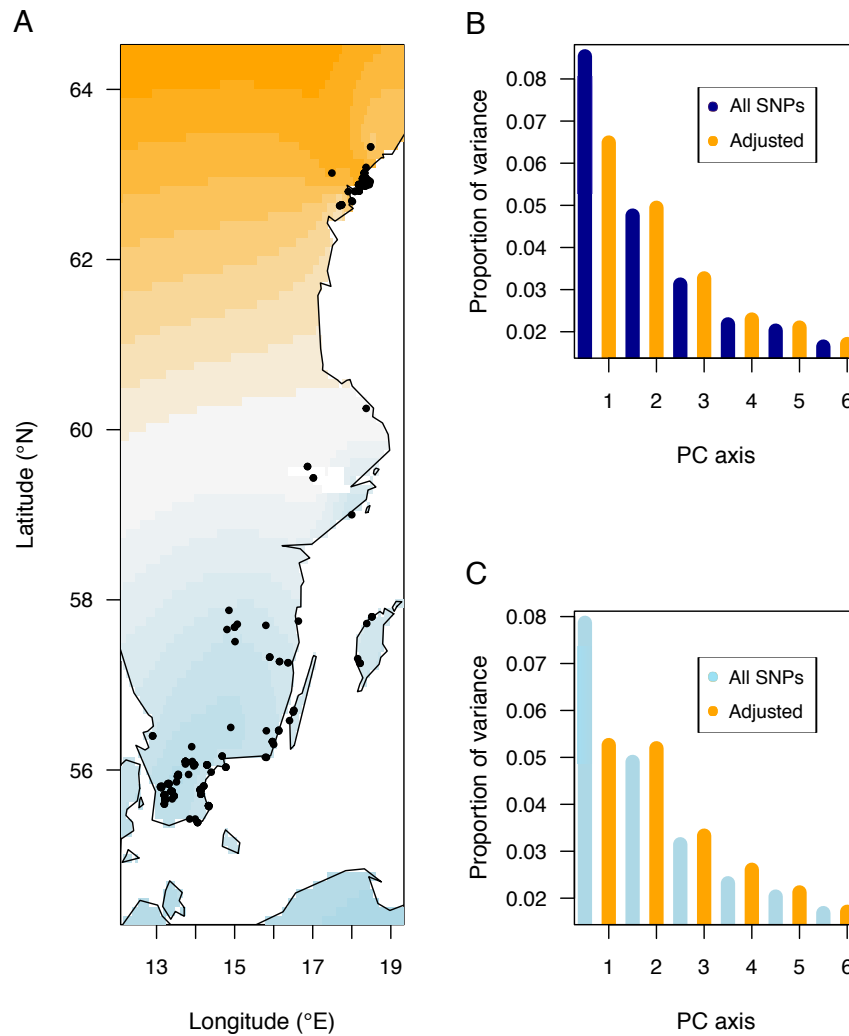 A
64
62
60
58
56
Latitude (°N)
13
15
17
19
Longitude (°E)
B
0.08
0.07
0.06
0.05
0.04
0.03
0.02
Proportion of variance
All SNPs
Adjusted
1 2 3 4 5 6
PC axis
C
0.08
0.07
0.06
0.05
0.04
0.03
0.02
Proportion of variance
All SNPs
Adjusted
1 2 3 4 5 6
PC axis